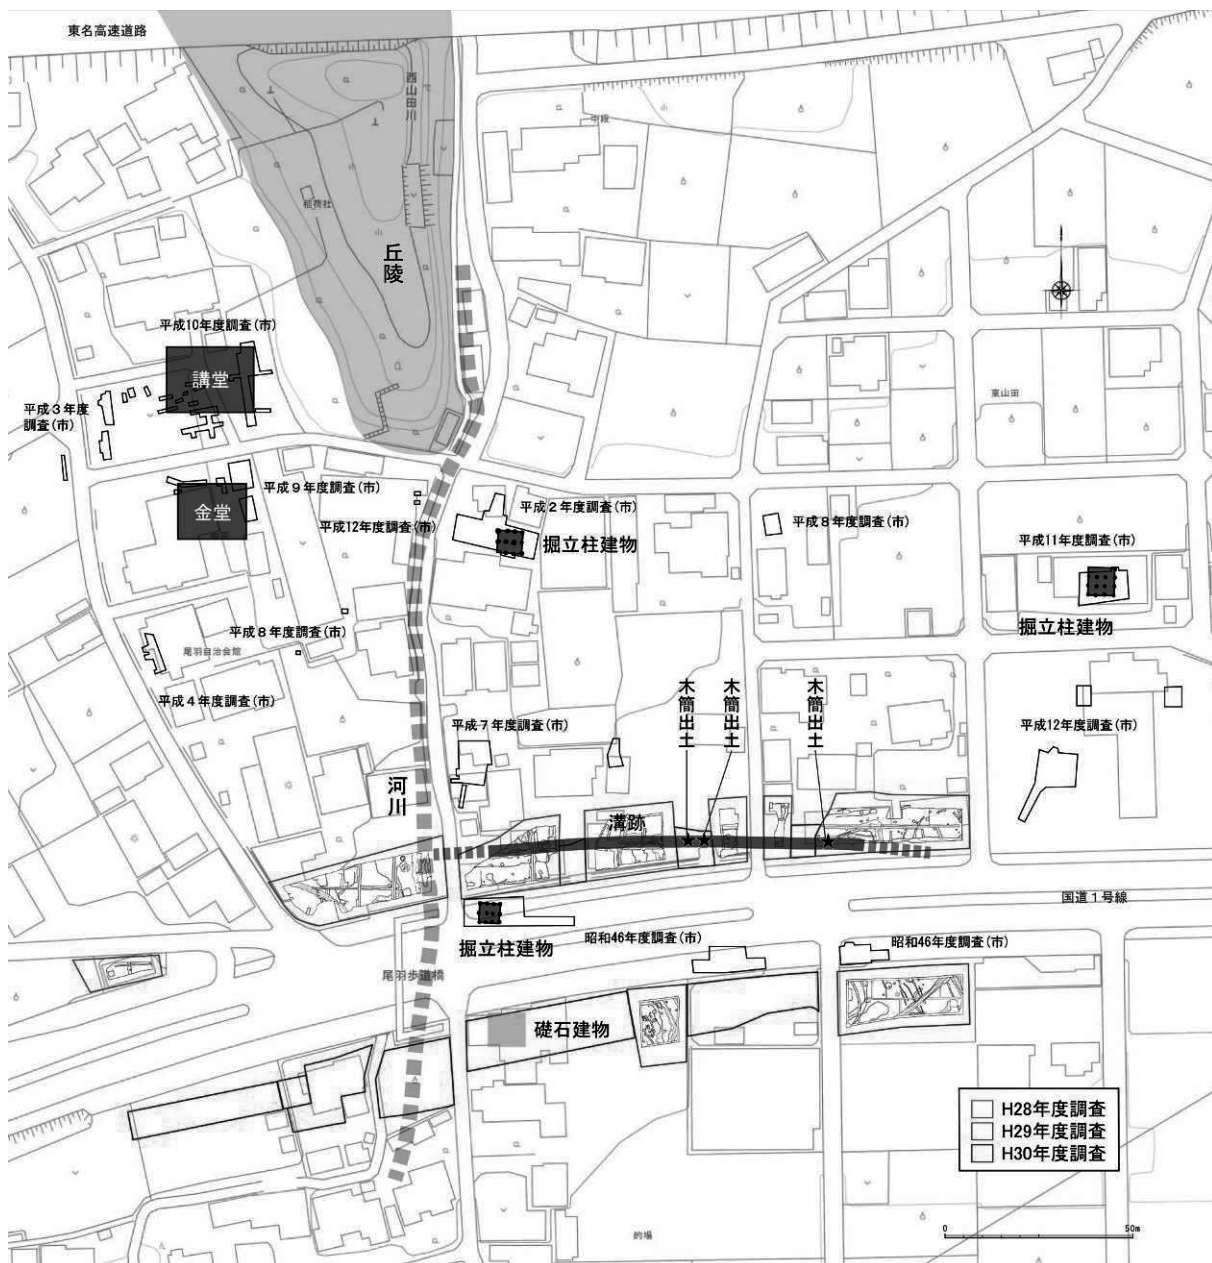 東名高速道路
西山田川
中段
稲荷社
丘陵
平成10年度調査(市)
講堂
平成3年度
調査(市)
東山田
平成9年度調査(市)
金堂
平成12年度調査(市)
平成2年度調査(市)
掘立柱建物
平成8年度調査(市)
平成11年度調査(市)
掘立柱建物
平成8年度調査(市)
尾羽自治会館
平成4年度調査(市)
木簡出土
木簡出土
木簡出土
平成7年度調査(市)
平成12年度調査(市)
河川
溝跡
国道1号線
掘立柱建物
昭和46年度調査(市)
昭和46年度調査(市)
尾羽歩道橋
礎石建物
H28年度調査
H29年度調査
H30年度調査
的場
0 50m